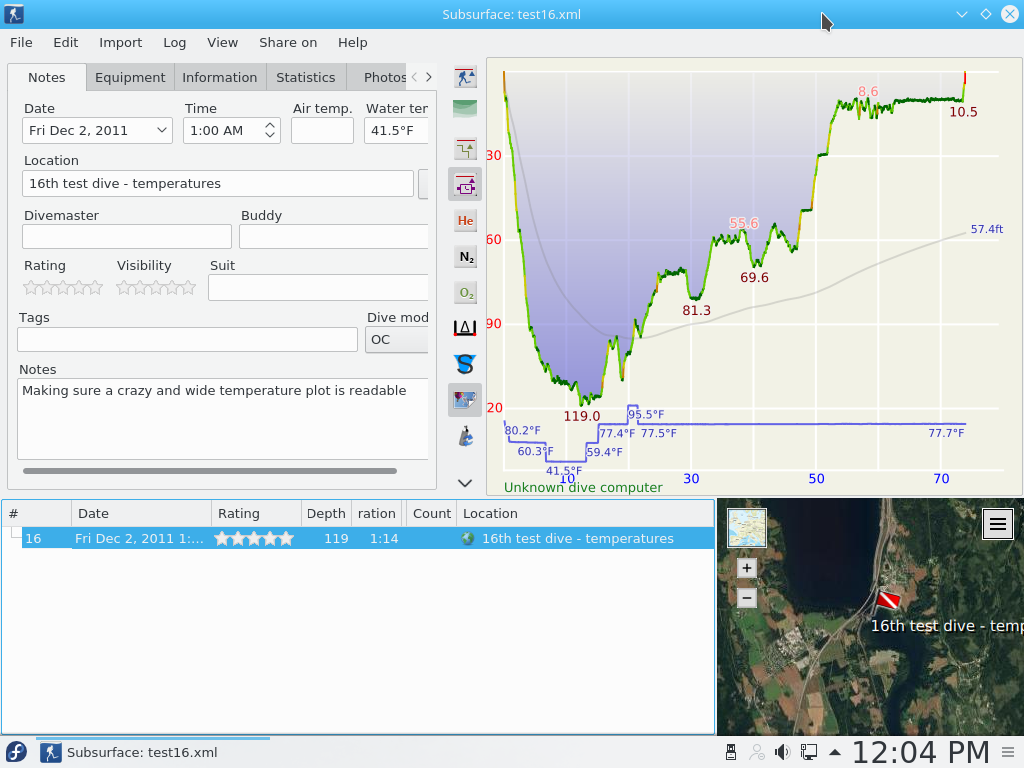 Subsurface: test16.xml
File Edit Import Log View Share on Help
Notes Equipment Information Statistics Photos
Date Time Air temp. Water ter
Fri Dec 2, 2011 1:00 AM 41.5°F
Location
16th test dive - temperatures
Divemaster Buddy
Rating Visibility Suit
Tags Dive mod
OC
Notes
Making sure a crazy and wide temperature plot is readable
He
N2
O2
8.6
10.5
30
55.6
57.4ft
60
69.6
81.3
90
20
119.0
95.5°F
80.2°F
77.4°F 77.5°F 77.7°F
60.3°F 59.4°F
41.5°F
10 30 50 70
Unknown dive computer
# Date Rating Depth ration Count Location
16 Fri Dec 2, 2011 1:... 119 1:14 16th test dive - temperatures
+
−
16th test dive - temp
Subsurface: test16.xml
12:04 PM